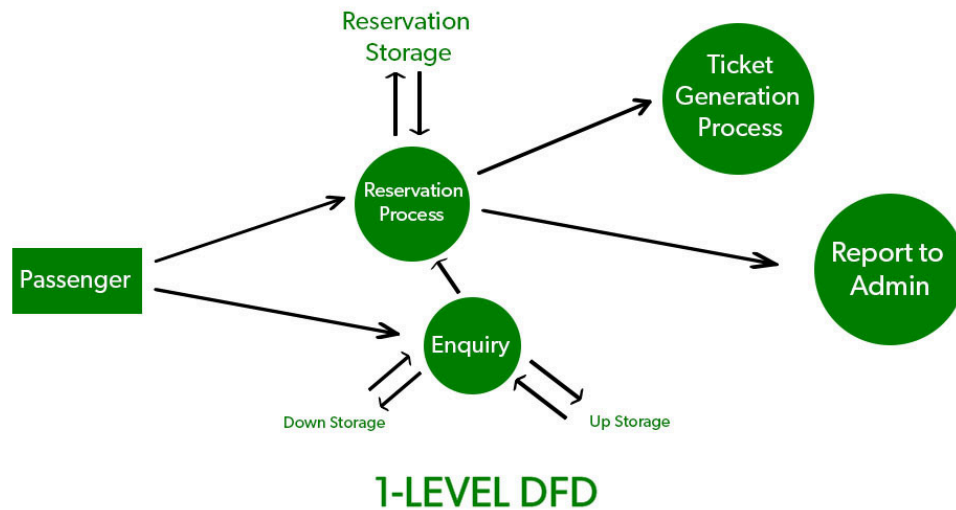 Reservation
Storage
Ticket
Generation
Process
Reservation
Process
Passenger
Report to
Admin
Enquiry
Down Storage
Up Storage
1-LEVEL DFD